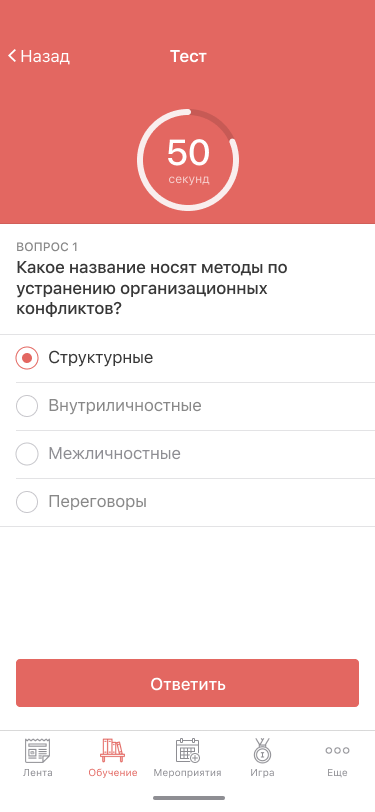 Назад
Тест
50
секунд
ВОПРОС 1
Какое название носят методы по
устранению организационных
конфликтов?
Структурные
Внутриличностные
Межличностные
Переговоры
Ответить
Лента
Обучение
Мероприятия
Игра
Еще